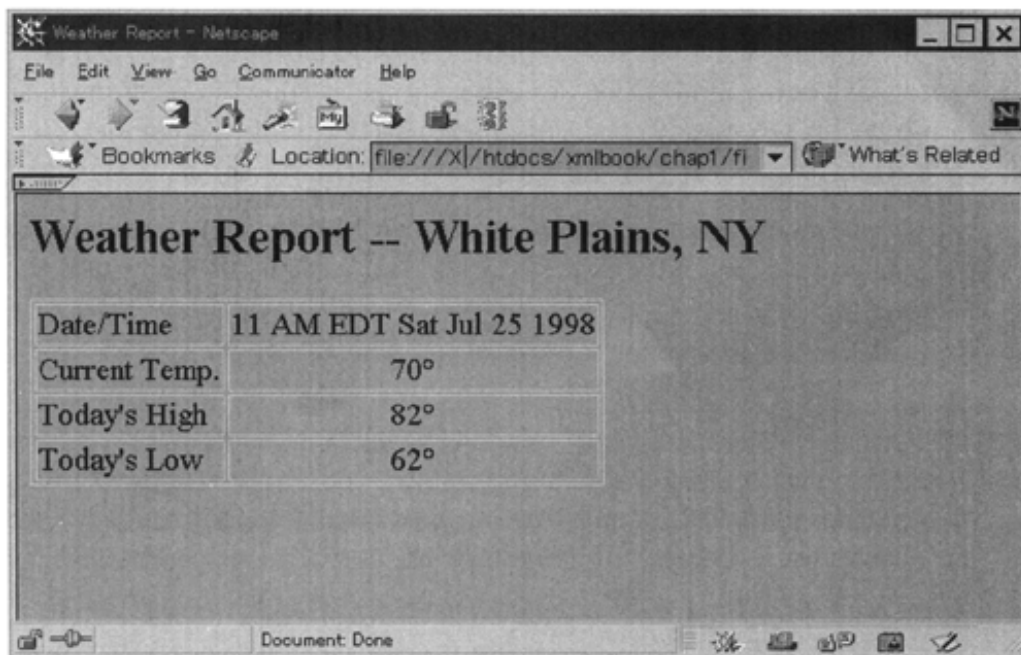 Weather Report - Netscape
File Edit View Go Communicator Help
My
N
Bookmarks Location: file:///X|/htdocs/xmlbook/chap1/fi What's Related
Weather Report -- White Plains, NY
Date/Time 11 AM EDT Sat Jul 25 1998
Current Temp. 70°
Today's High 82°
Today's Low 62°
Document: Done